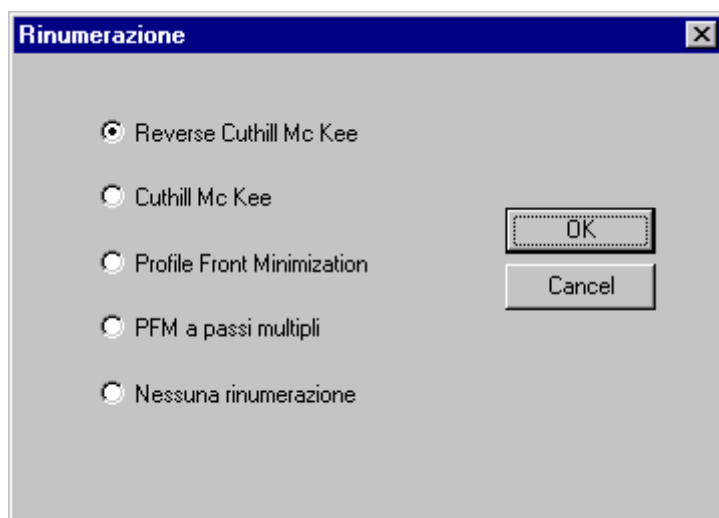 Rinumerazione
Reverse Cuthill Mc Kee
Cuthill Mc Kee
Profile Front Minimization
PFM a passi multipli
Nessuna rinumerazione
OK
Cancel